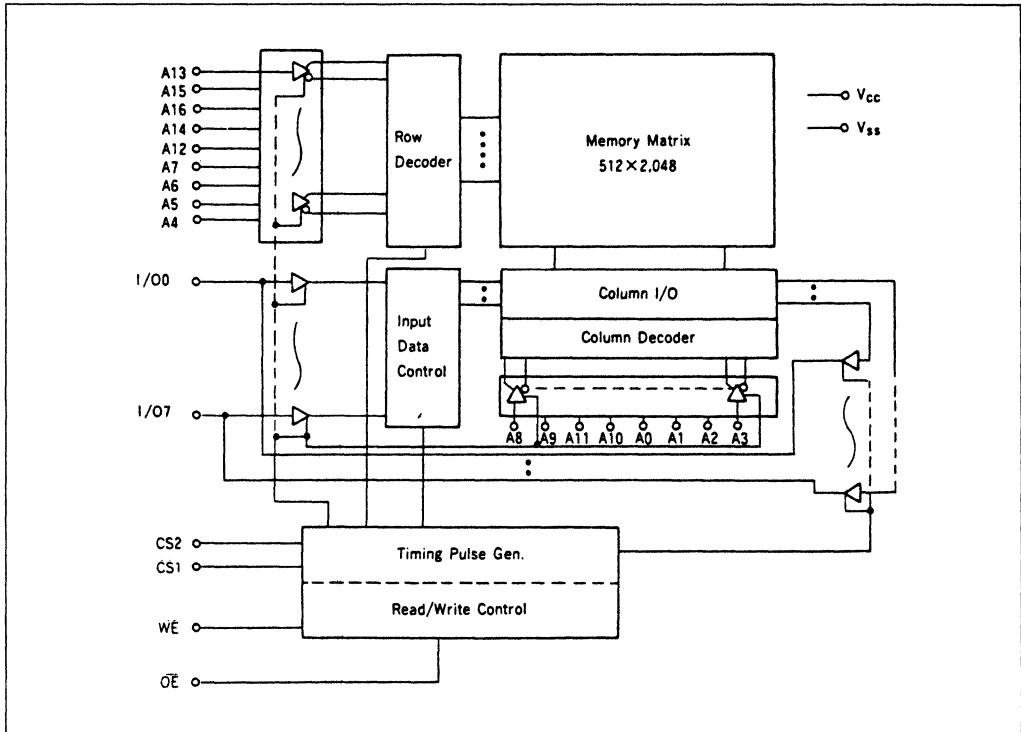 A13
A15
A16
A14
A12
A7
A6
A5
A4
Row
Decoder
Memory Matrix
512×2,048
Vcc
Vss
I/O0
I/O7
Input
Data
Control
Column I/O
Column Decoder
A8 A9 A11 A10 A0 A1 A2 A3
CS2
CS1
WE
OE
Timing Pulse Gen.
Read/Write Control